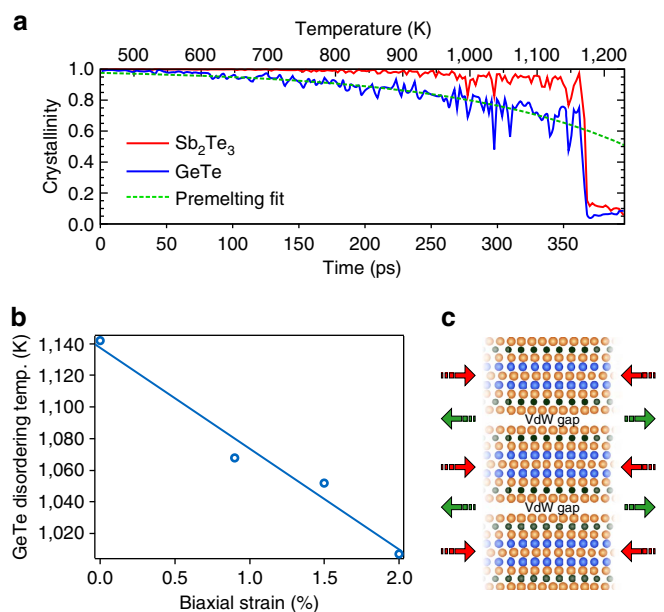 a
Temperature (K)
500 600 700 800 900 1,000 1,100 1,200
Crystallinity
1.0
0.8
0.6
0.4
0.2
0.0
Sb₂Te₃
GeTe
Premelting fit
0 50 100 150 200 250 300 350
Time (ps)
b
GeTe disordering temp. (K)
1,140
1,120
1,100
1,080
1,060
1,040
1,020
0.0 0.5 1.0 1.5 2.0
Biaxial strain (%)
c
VdW gap
VdW gap